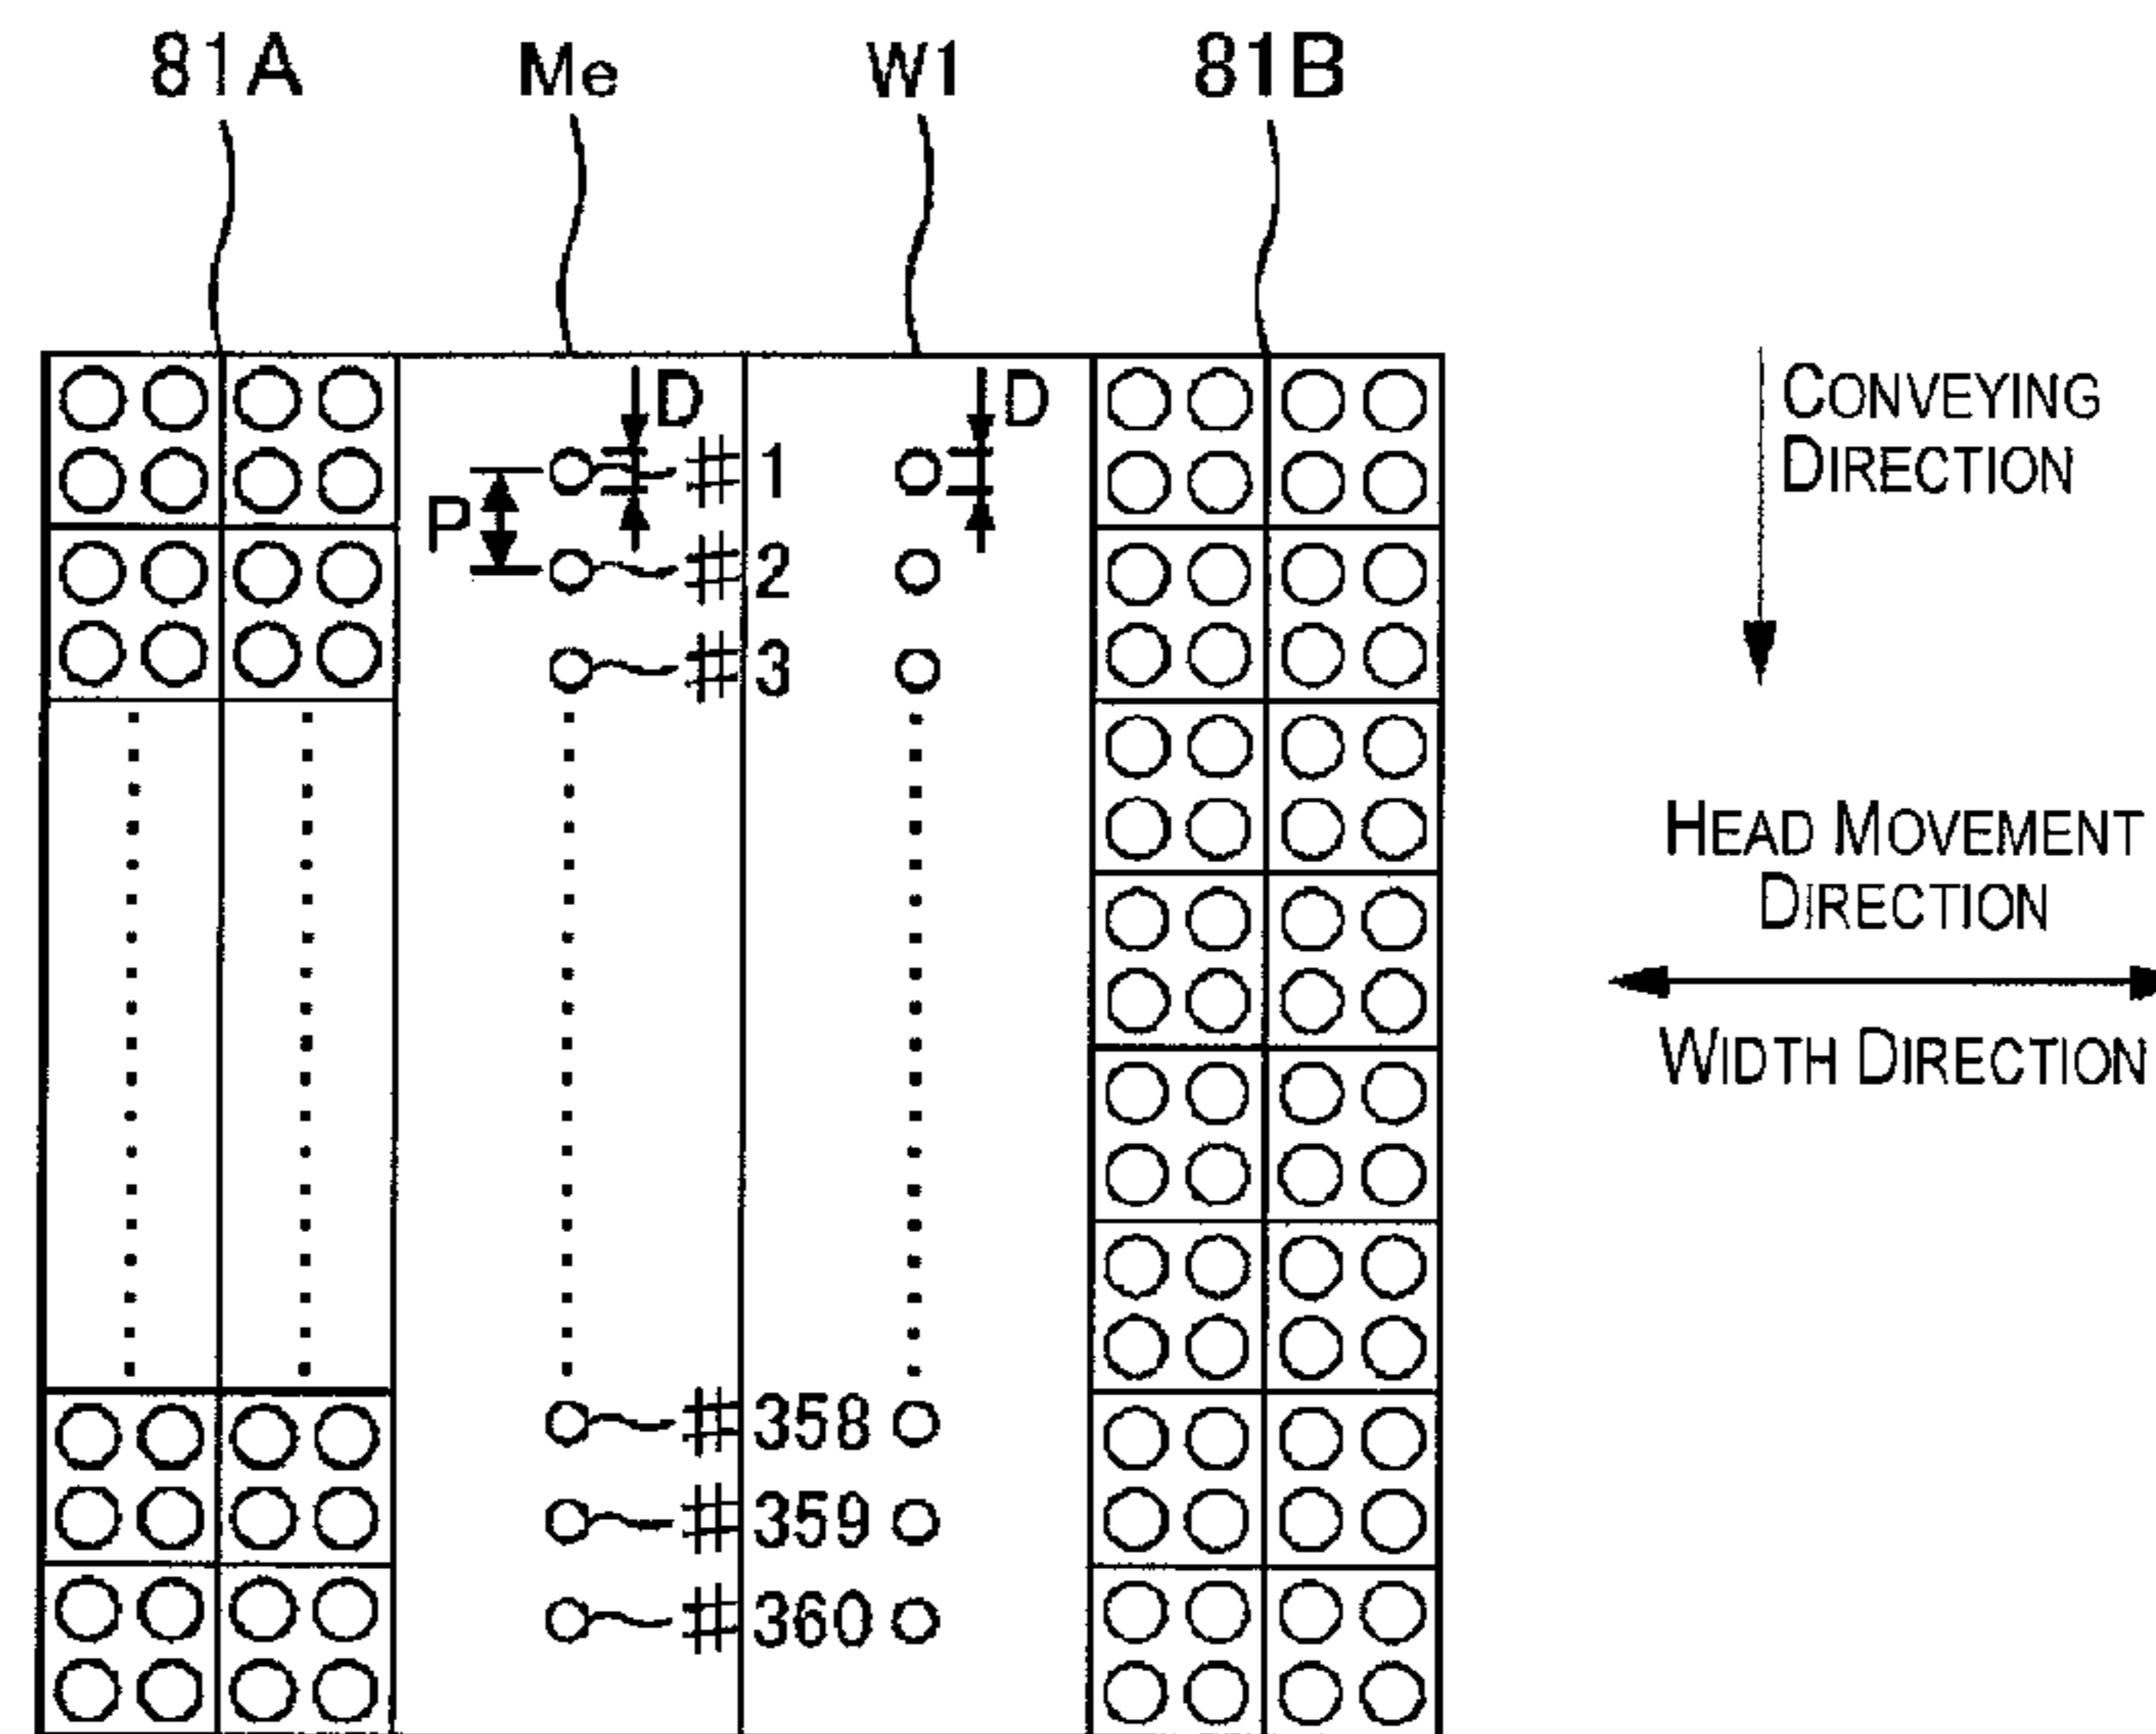 81A Me W1 81B
D D
#1
P
#2
#3
#358
#359
#360
CONVEYING
DIRECTION
HEAD MOVEMENT
DIRECTION
WIDTH DIRECTION